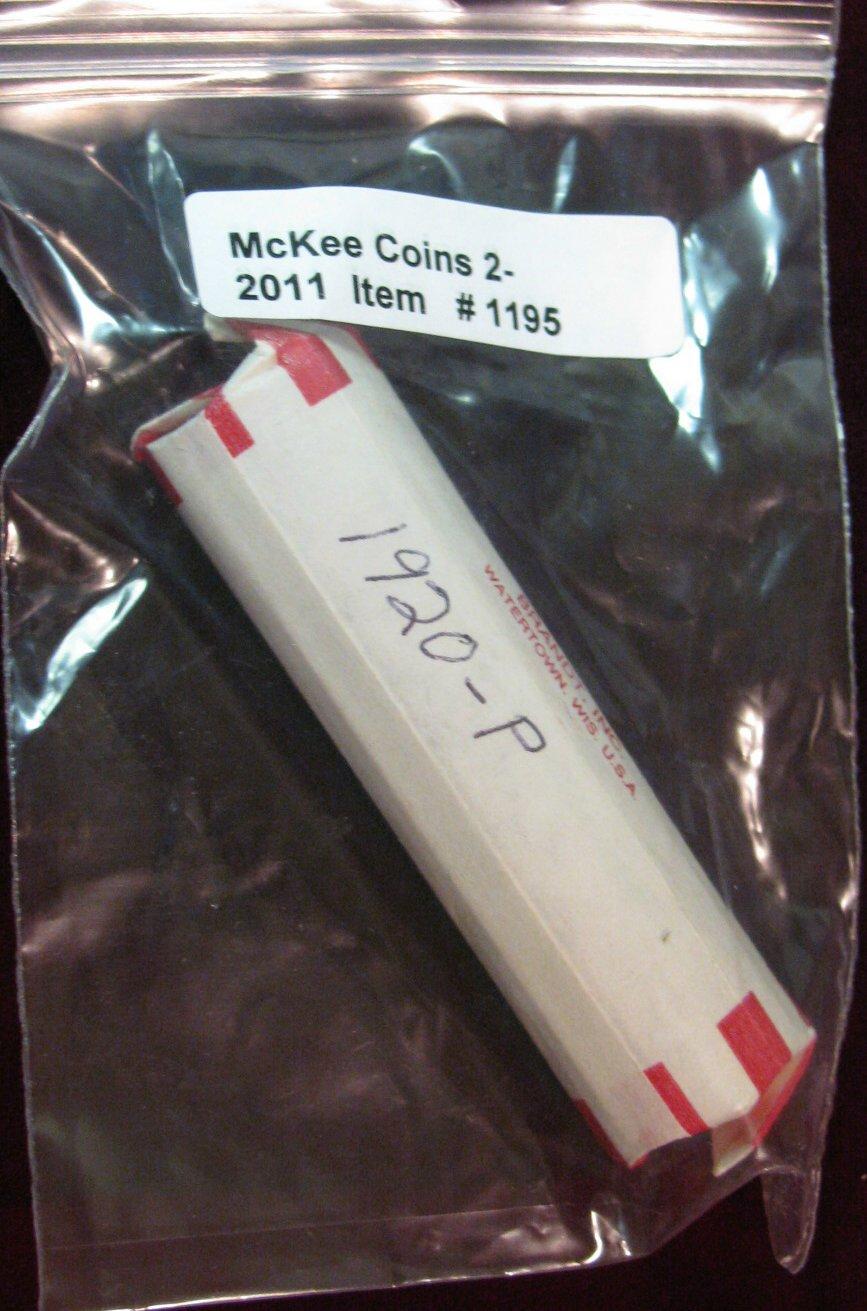 McKee Coins 2-
2011 Item # 1195
1920-P
BRANDT, INC.
WATERTOWN, WIS. U.S.A.